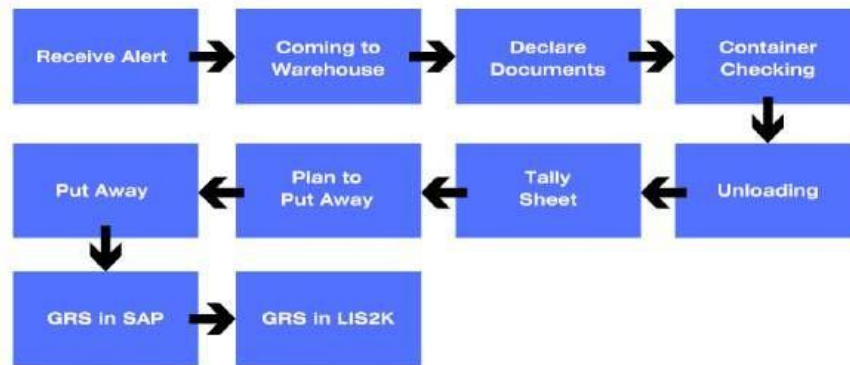 Receive Alert
Coming to
Warehouse
Declare
Documents
Container
Checking
Put Away
Plan to
Put Away
Tally
Sheet
Unloading
GRS in SAP
GRS in LIS2K